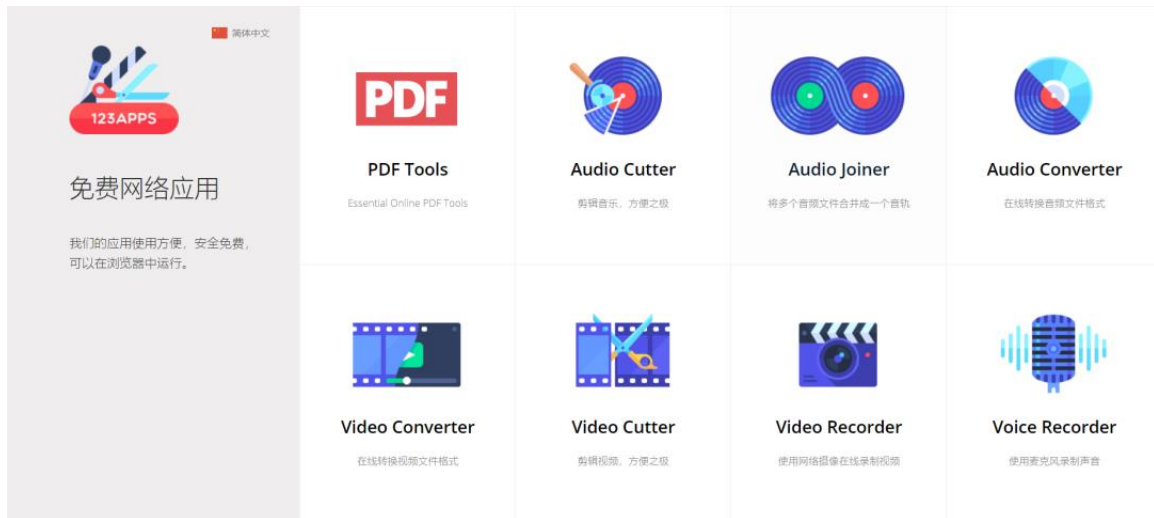 简体中文
123APPS
免费网络应用
我们的应用使用方便，安全免费，
可以在浏览器中运行。
PDF
PDF Tools
Essential Online PDF Tools
Audio Cutter
剪辑音乐，方便之极
Audio Joiner
将多个音频文件合并成一个音轨
Audio Converter
在线转换音频文件格式
Video Converter
在线转换视频文件格式
Video Cutter
剪辑视频，方便之极
Video Recorder
使用网络摄像在线录制视频
Voice Recorder
使用麦克风录制声音